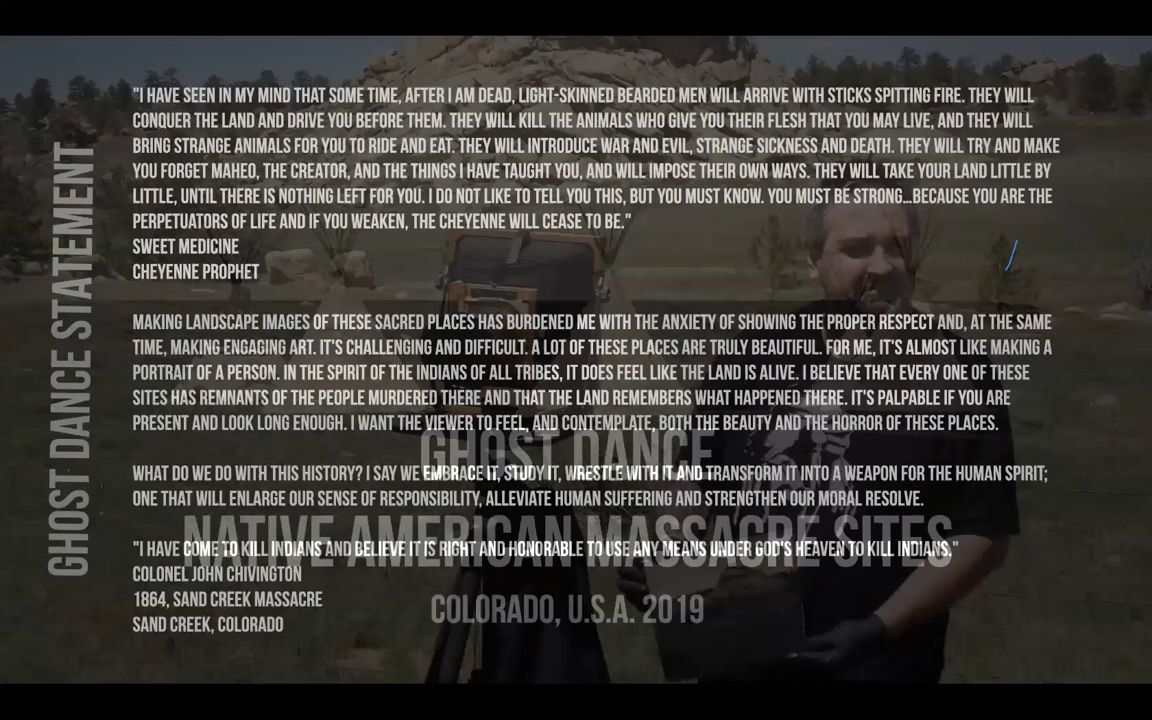 GHOST DANCE STATEMENT
"I HAVE SEEN IN MY MIND THAT SOME TIME, AFTER I AM DEAD, LIGHT-SKINNED BEARDED MEN WILL ARRIVE WITH STICKS SPITTING FIRE. THEY WILL
CONQUER THE LAND AND DRIVE YOU BEFORE THEM. THEY WILL KILL THE ANIMALS WHO GIVE YOU THEIR FLESH THAT YOU MAY LIVE, AND THEY WILL
BRING STRANGE ANIMALS FOR YOU TO RIDE AND EAT. THEY WILL INTRODUCE WAR AND EVIL, STRANGE SICKNESS AND DEATH. THEY WILL TRY AND MAKE
YOU FORGET MAHEO, THE CREATOR, AND THE THINGS I HAVE TAUGHT YOU, AND WILL IMPOSE THEIR OWN WAYS. THEY WILL TAKE YOUR LAND LITTLE BY
LITTLE, UNTIL THERE IS NOTHING LEFT FOR YOU. I DO NOT LIKE TO TELL YOU THIS, BUT YOU MUST KNOW. YOU MUST BE STRONG...BECAUSE YOU ARE THE
PERPETUATORS OF LIFE AND IF YOU WEAKEN, THE CHEYENNE WILL CEASE TO BE."
SWEET MEDICINE
CHEYENNE PROPHET
MAKING LANDSCAPE IMAGES OF THESE SACRED PLACES HAS BURDENED ME WITH THE ANXIETY OF SHOWING THE PROPER RESPECT AND, AT THE SAME
TIME, MAKING ENGAGING ART. IT'S CHALLENGING AND DIFFICULT. A LOT OF THESE PLACES ARE TRULY BEAUTIFUL. FOR ME, IT'S ALMOST LIKE MAKING A
PORTRAIT OF A PERSON. IN THE SPIRIT OF THE INDIANS OF ALL TRIBES, IT DOES FEEL LIKE THE LAND IS ALIVE. I BELIEVE THAT EVERY ONE OF THESE
SITES HAS REMNANTS OF THE PEOPLE MURDERED THERE AND THAT THE LAND REMEMBERS WHAT HAPPENED THERE. IT'S PALPABLE IF YOU ARE
PRESENT AND LOOK LONG ENOUGH. I WANT THE VIEWER TO FEEL, AND CONTEMPLATE, BOTH THE BEAUTY AND THE HORROR OF THESE PLACES.
GHOST DANCE
WHAT DO WE DO WITH THIS HISTORY? I SAY WE EMBRACE IT, STUDY IT, WRESTLE WITH IT AND TRANSFORM IT INTO A WEAPON FOR THE HUMAN SPIRIT;
ONE THAT WILL ENLARGE OUR SENSE OF RESPONSIBILITY, ALLEVIATE HUMAN SUFFERING AND STRENGTHEN OUR MORAL RESOLVE.
NATIVE AMERICAN MASSACRE SITES
"I HAVE COME TO KILL INDIANS AND BELIEVE IT IS RIGHT AND HONORABLE TO USE ANY MEANS UNDER GOD'S HEAVEN TO KILL INDIANS."
COLONEL JOHN CHIVINGTON
1864, SAND CREEK MASSACRE
COLORADO, U.S.A. 2019
SAND CREEK, COLORADO